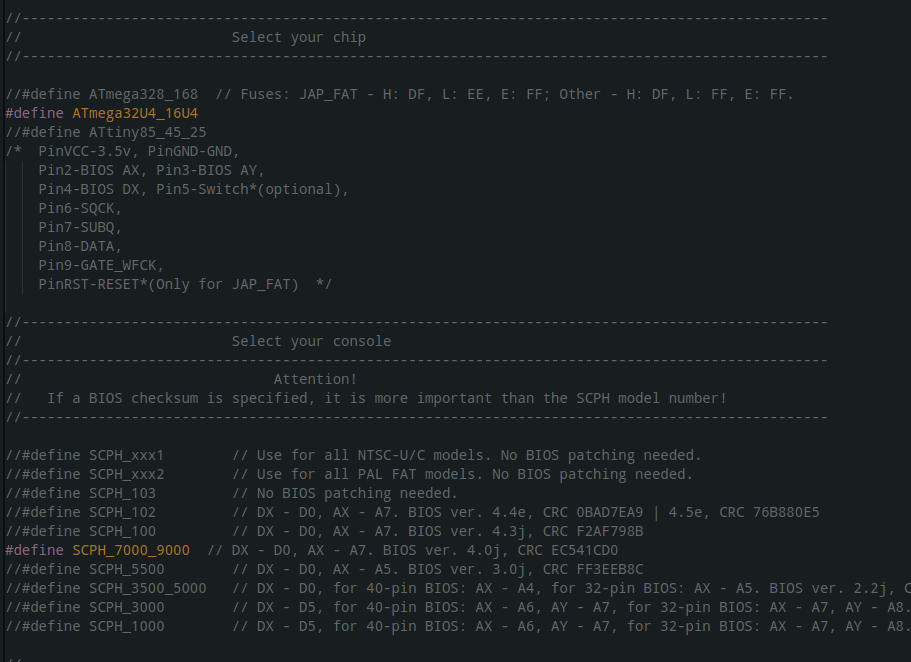 //------------------------------------------------------------------------------------------------
//                         Select your chip
//------------------------------------------------------------------------------------------------
//#define ATmega328_168  // Fuses: JAP_FAT - H: DF, L: EE, E: FF; Other - H: DF, L: FF, E: FF.
#define ATmega32U4_16U4
//#define ATtiny85_45_25
/*  PinVCC-3.5v, PinGND-GND,
    Pin2-BIOS AX, Pin3-BIOS AY,
    Pin4-BIOS DX, Pin5-Switch*(optional),
    Pin6-SQCK,
    Pin7-SUBQ,
    Pin8-DATA,
    Pin9-GATE_WFCK,
    PinRST-RESET*(Only for JAP_FAT)  */
//------------------------------------------------------------------------------------------------
//                         Select your console
//------------------------------------------------------------------------------------------------
//                              Attention!
//   If a BIOS checksum is specified, it is more important than the SCPH model number!
//------------------------------------------------------------------------------------------------
//#define SCPH_xxx1        // Use for all NTSC-U/C models. No BIOS patching needed.
//#define SCPH_xxx2        // Use for all PAL FAT models. No BIOS patching needed.
//#define SCPH_103         // No BIOS patching needed.
//#define SCPH_102         // DX - D0, AX - A7. BIOS ver. 4.4e, CRC 0BAD7EA9 | 4.5e, CRC 76B880E5
//#define SCPH_100         // DX - D0, AX - A7. BIOS ver. 4.3j, CRC F2AF798B
#define SCPH_7000_9000  // DX - D0, AX - A7. BIOS ver. 4.0j, CRC EC541CD0
//#define SCPH_5500        // DX - D0, AX - A5. BIOS ver. 3.0j, CRC FF3EEB8C
//#define SCPH_3500_5000   // DX - D0, for 40-pin BIOS: AX - A4, for 32-pin BIOS: AX - A5. BIOS ver. 2.2j,
//#define SCPH_3000        // DX - D5, for 40-pin BIOS: AX - A6, AY - A7, for 32-pin BIOS: AX - A7, AY - A8.
//#define SCPH_1000        // DX - D5, for 40-pin BIOS: AX - A6, AY - A7, for 32-pin BIOS: AX - A7, AY - A8.